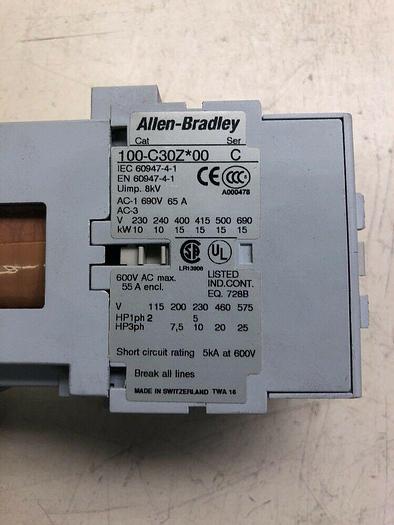 Allen-Bradley
Cat Ser
100-C30Z*00 C
IEC 60947-4-1
EN 60947-4-1
Uimp. 8kV
CCC
A000478
AC-1 690V 65 A
AC-3
V 230 240 400 415 500 690
kW 10 10 15 15 15 15
SA UL
LR13908
600V AC max.
55 A encl.
LISTED
IND.CONT.
EQ. 728B
V 115 200 230 460 575
HP1ph 2 5
HP3ph 7,5 10 20 25
Short circuit rating 5kA at 600V
Break all lines
MADE IN SWITZERLAND TWA 16